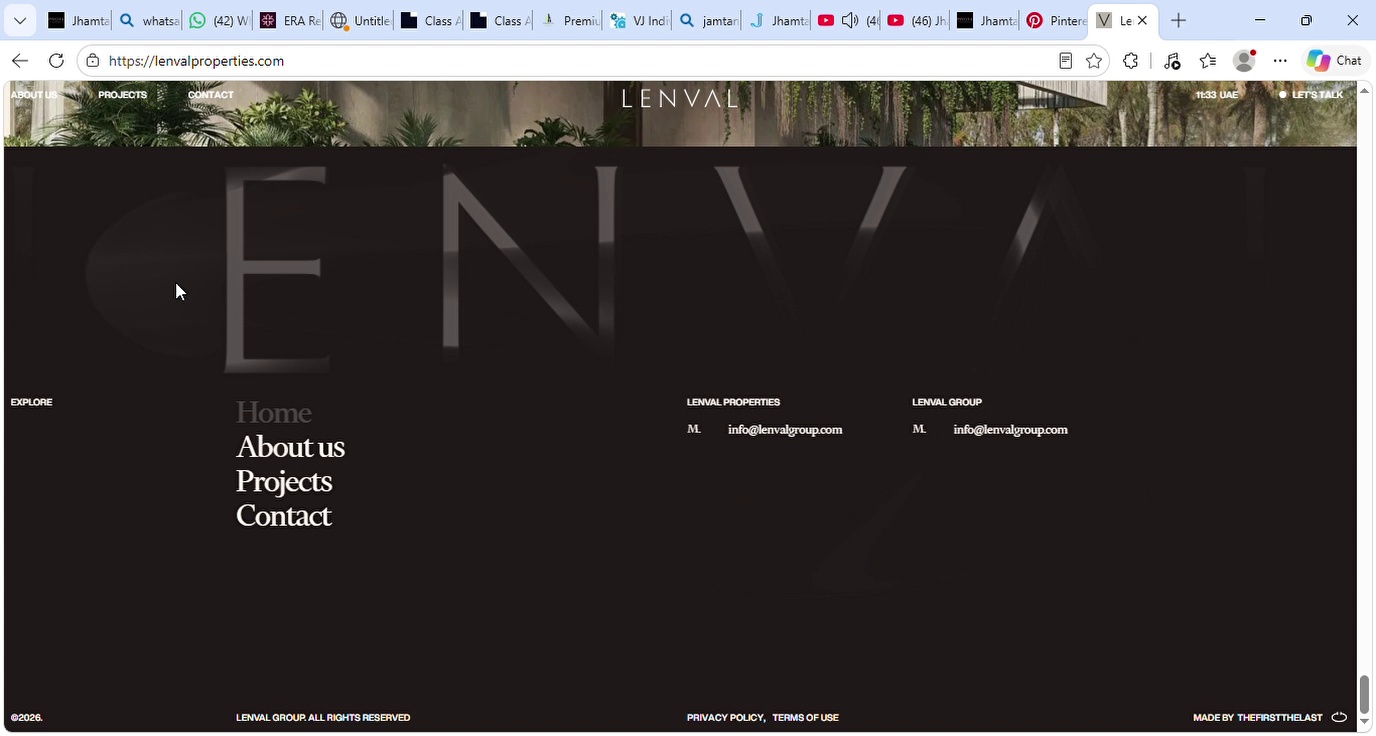 Jhamta
whatsa
(42) W
ERA Re
Untitle
Class A
Class A
Premiu
VJ Indi
jamtar
Jhamta
(46
(46) Jh
Jhamta
Pintere
Le
https://lenvalproperties.com
Chat
ABOUT US
PROJECTS
CONTACT
LENVAL
11:33 UAE
LET'S TALK
ENVA
EXPLORE
Home
About us
Projects
Contact
LENVAL PROPERTIES
M. info@lenvalgroup.com
LENVAL GROUP
M. info@lenvalgroup.com
©2026.
LENVAL GROUP. ALL RIGHTS RESERVED
PRIVACY POLICY, TERMS OF USE
MADE BY THEFIRSTTHELAST